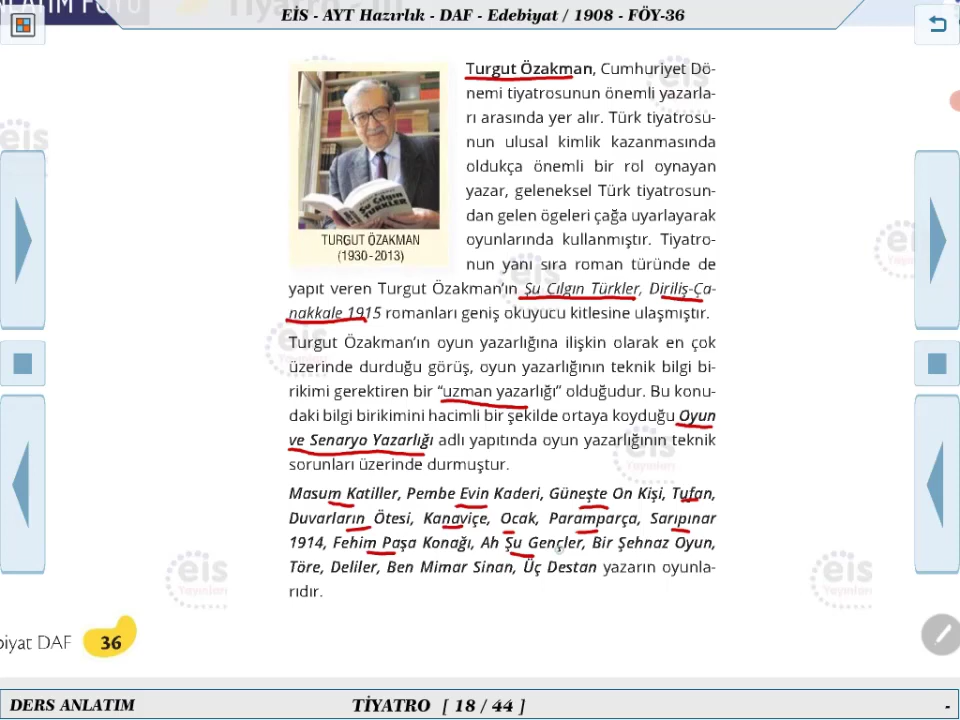 EİS - AYT Hazırlık - DAF - Edebiyat / 1908 - FÖY-36
Turgut Özakman, Cumhuriyet Dö-
nemi tiyatrosunun önemli yazarla-
rı arasında yer alır. Türk tiyatrosu-
nun ulusal kimlik kazanmasında
oldukça önemli bir rol oynayan
yazar, geleneksel Türk tiyatrosun-
dan gelen ögeleri çağa uyarlayarak
oyunlarında kullanmıştır. Tiyatro-
nun yanı sıra roman türünde de
Şu Çılgın
TÜRKLER
TURGUT ÖZAKMAN
(1930-2013)
yapıt veren Turgut Özakman'ın Şu Çılgın Türkler, Diriliş-Ça-
nakkale 1915 romanları geniş okuyucu kitlesine ulaşmıştır.
Turgut Özakman'ın oyun yazarlığına ilişkin olarak en çok
üzerinde durduğu görüş, oyun yazarlığının teknik bilgi bi-
rikimi gerektiren bir "uzman yazarlığı" olduğudur. Bu konu-
daki bilgi birikimini hacimli bir şekilde ortaya koyduğu Oyun
ve Senaryo Yazarlığı adlı yapıtında oyun yazarlığının teknik
sorunları üzerinde durmuştur.
Masum Katiller, Pembe Evin Kaderi, Güneşte On Kişi, Tufan,
Duvarların Ötesi, Kanaviçe, Ocak, Paramparça, Sarıpınar
1914, Fehim Paşa Konağı, Ah Şu Gençler, Bir Şehnaz Oyun,
Töre, Deliler, Ben Mimar Sinan, Üç Destan yazarın oyunla-
rıdır.
eis
Yayınları
biyat DAF 36
DERS ANLATIM TİYATRO [ 18 / 44 ] -